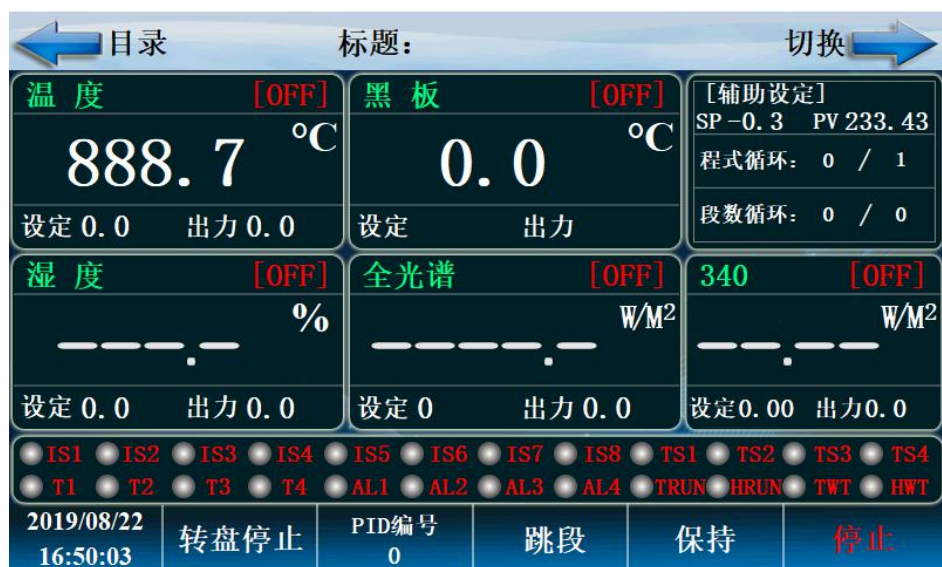 目录 标题： 切换
温 度 [OFF]
888.7 ℃
设定 0.0 出力 0.0
黑 板 [OFF]
0.0 ℃
设定 出力
[辅助设定]
SP -0.3 PV 233.43
程式循环： 0 / 1
段数循环： 0 / 0
湿 度 [OFF]
----.- %
设定 0.0 出力 0.0
全光谱 [OFF]
-----.- W/M²
设定 0 出力 0.0
340 [OFF]
--.-- W/M²
设定0.00 出力0.0
IS1 IS2 IS3 IS4 IS5 IS6 IS7 IS8 TS1 TS2 TS3 TS4
T1 T2 T3 T4 AL1 AL2 AL3 AL4 TRUN HRUN TWT HWT
2019/08/22
16:50:03
转盘停止
PID编号
0
跳段
保持
停止